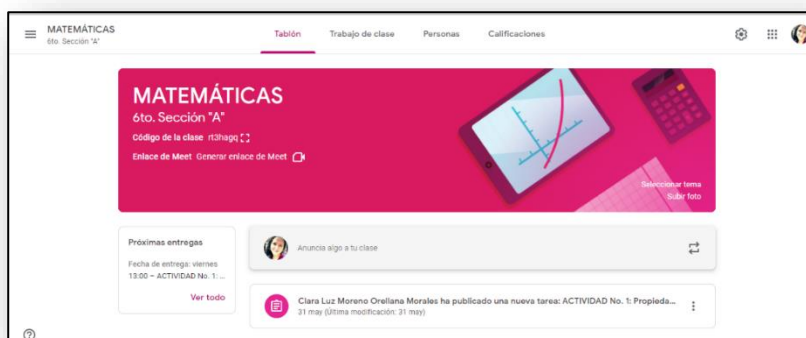 MATEMÁTICAS
6to. Sección "A"
Tablón
Trabajo de clase
Personas
Calificaciones
MATEMÁTICAS
6to. Sección "A"
Código de la clase rt3hagq
Enlace de Meet Generar enlace de Meet
Seleccionar tema
Subir foto
Próximas entregas
Fecha de entrega: viernes
13:00 – ACTIVIDAD No. 1: ...
Ver todo
Anuncia algo a tu clase
Clara Luz Moreno Orellana Morales ha publicado una nueva tarea: ACTIVIDAD No. 1: Propieda...
31 may (Última modificación: 31 may)